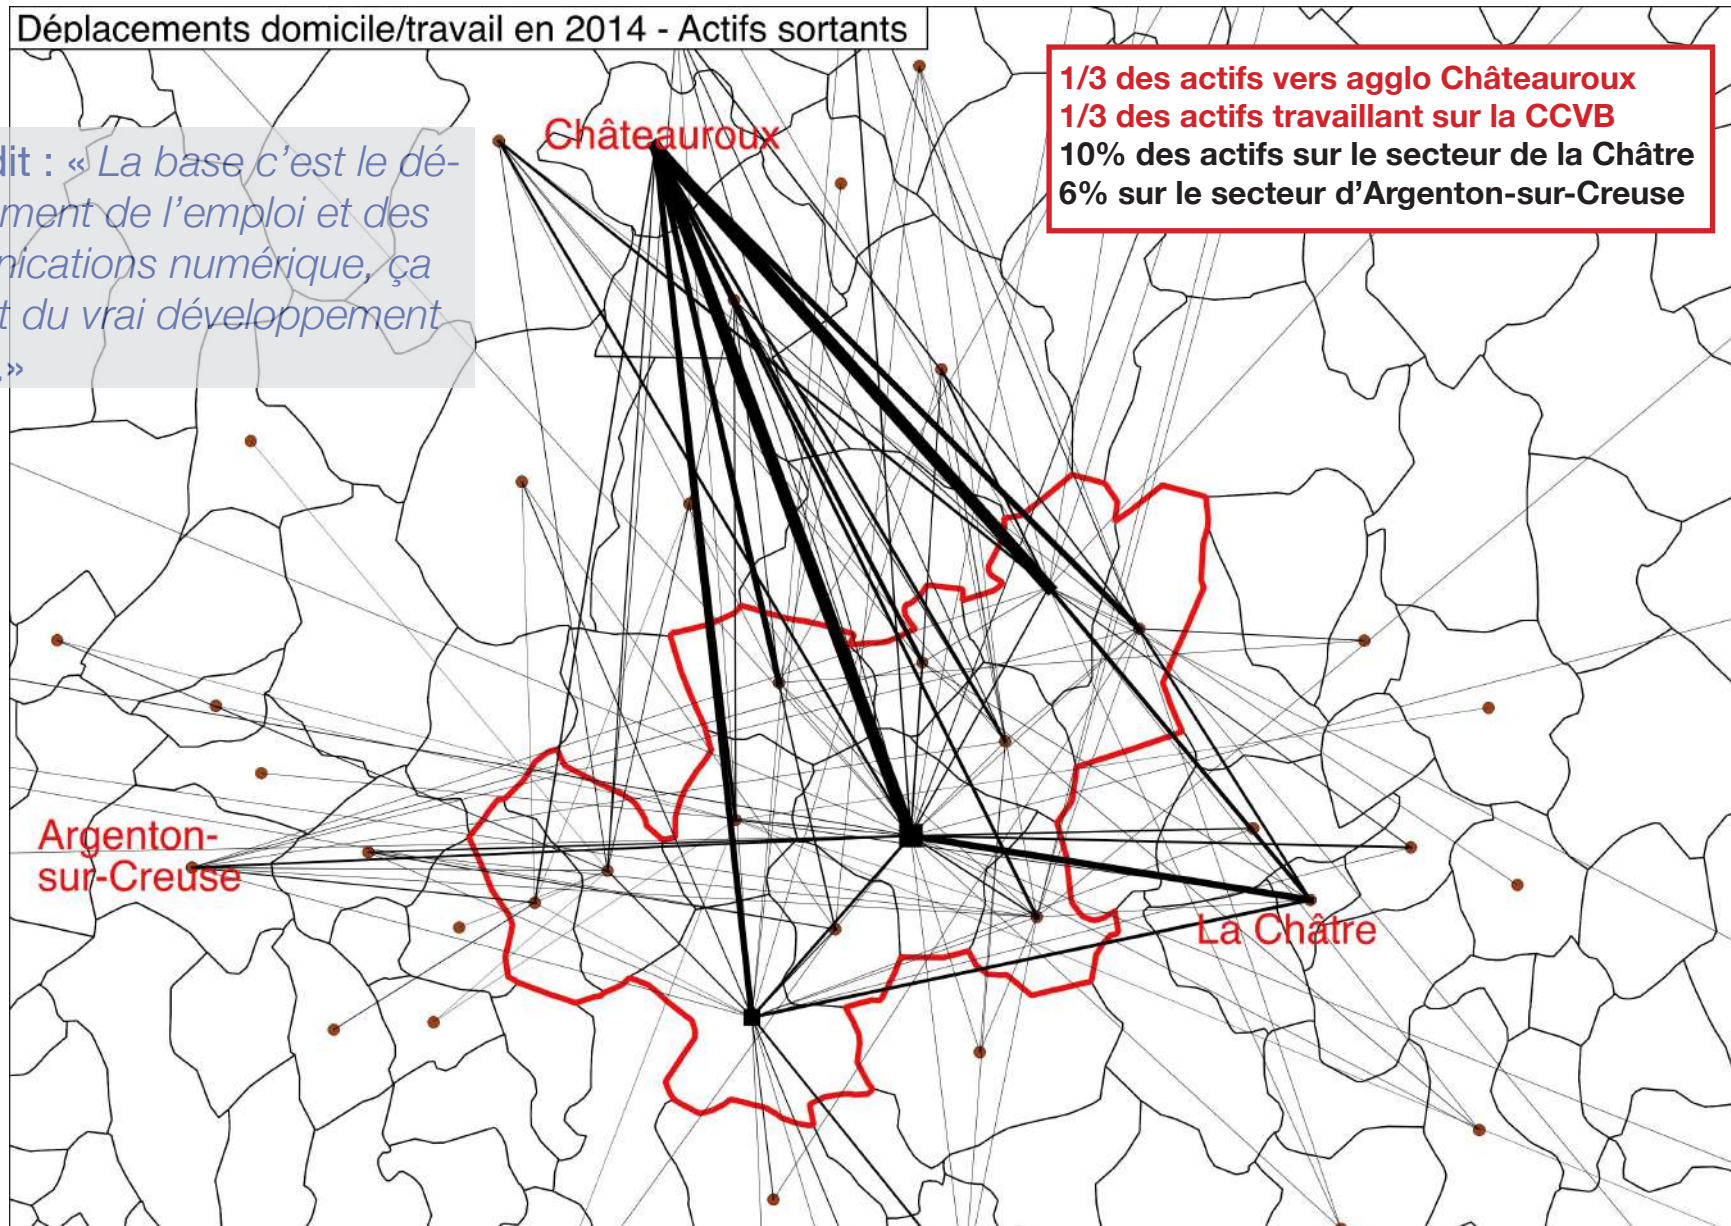 Déplacements domicile/travail en 2014 - Actifs sortants
1/3 des actifs vers agglo Châteauroux
1/3 des actifs travaillant sur la CCVB
10% des actifs sur le secteur de la Châtre
6% sur le secteur d'Argenton-sur-Creuse
Châteauroux
dit : « La base c'est le dé-
ment de l'emploi et des
nications numérique, ça
t du vrai développement
.»
Argenton-
sur-Creuse
La Châtre